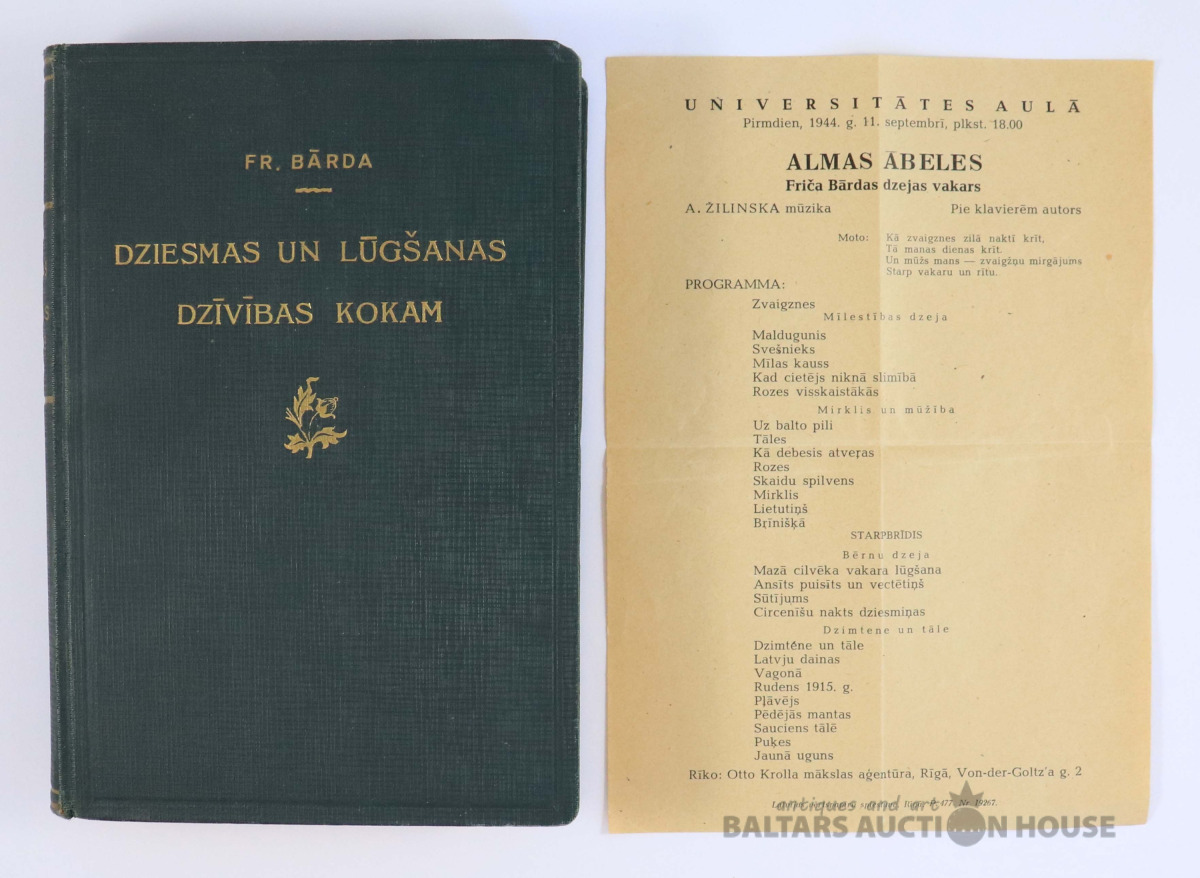 FR. BĀRDA
DZIESMAS UN LŪGŠANAS
DZĪVĪBAS KOKAM
UNIVERSITĀTES AULĀ
Pirmdien, 1944. g. 11. septembrī, plkst. 18.00
ALMAS ĀBELES
Friča Bārdas dzejas vakars
A. ŽILINSKA mūzika Pie klavierēm autors
Moto: Kā zvaigznes zilā naktī krīt,
Tā manas dienas krīt.
Un mūžs mans — zvaigžņu mirgājums
Starp vakaru un rītu.
PROGRAMMA:
Zvaigznes
Mīlestības dzeja
Maldugunis
Svešnieks
Mīlas kauss
Kad cietējs niknā slimībā
Rozes visskaistākās
Mirklis un mūžība
Uz balto pili
Tāles
Kā debesis atveŗas
Rozes
Skaidu spilvens
Mirklis
Lietutiņš
Brīnišķā
STARPBRĪDIS
Bērnu dzeja
Mazā cilvēka vakara lūgšana
Ansīts puisīts un vectētiņš
Sūtījums
Circenīšu nakts dziesmiņas
Dzimtene un tāle
Dzimtene un tāle
Latvju dainas
Vagonā
Rudens 1915. g.
Pļāvējs
Pēdējās mantas
Sauciens tālē
Puķes
Jaunā uguns
Rīko: Otto Krolla mākslas aģentūra, Rīgā, Von-der-Goltz'a g. 2
Nr. 19267.
antiques and art
BALTARS AUCTION HOUSE